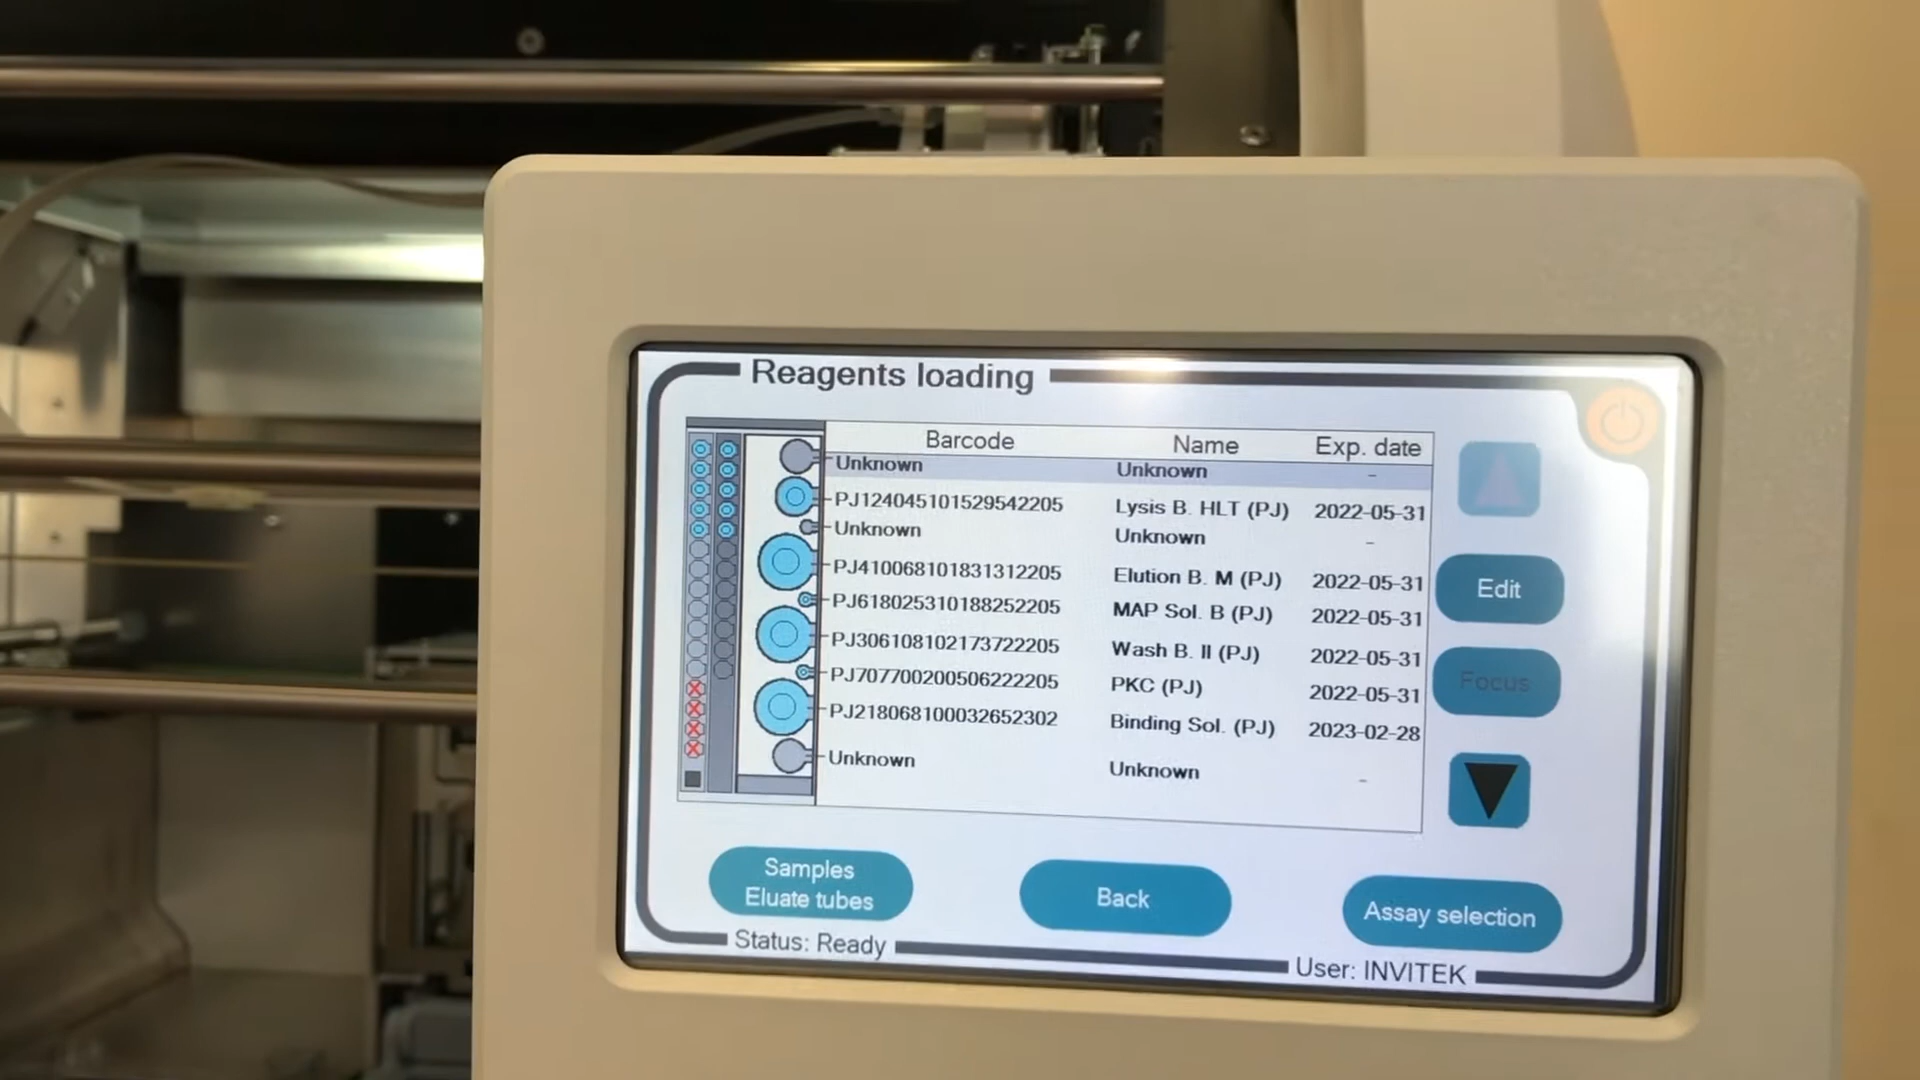 Reagents loading
Barcode Name Exp. date
Unknown Unknown -
PJ124045101529542205 Lysis B. HLT (PJ) 2022-05-31
Unknown Unknown -
PJ410068101831312205 Elution B. M (PJ) 2022-05-31
PJ618025310188252205 MAP Sol. B (PJ) 2022-05-31
PJ306108102173722205 Wash B. II (PJ) 2022-05-31
PJ707700200506222205 PKC (PJ) 2022-05-31
PJ218068100032652302 Binding Sol. (PJ) 2023-02-28
Unknown Unknown -
Edit
Focus
Samples
Eluate tubes
Back
Assay selection
Status: Ready
User: INVITEK